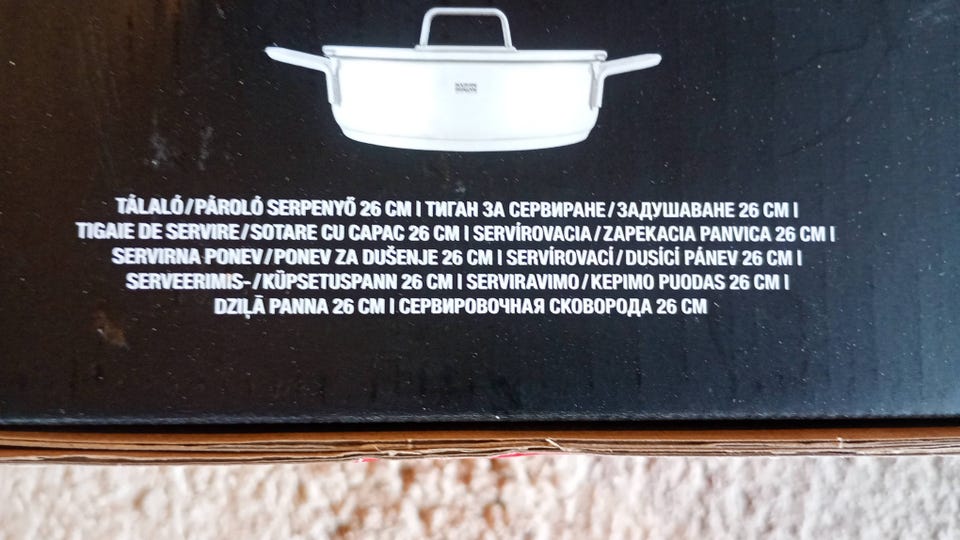 TÁLALÓ/PÁROLÓ SERPENYŐ 26 CM | ТИГАН ЗА СЕРВИРАНЕ/ЗАДУШАВАНЕ 26 СМ |
TIGAIE DE SERVIRE/SOTARE CU CAPAC 26 CM | SERVÍROVACIA/ZAPEKACIA PANVICA 26 CM |
SERVIRNA PONEV/PONEV ZA DUŠENJE 26 CM | SERVÍROVACÍ/DUSÍCÍ PÁNEV 26 CM |
SERVEERIMIS-/KÜPSETUSPANN 26 CM | SERVIRAVIMO/KEPIMO PUODAS 26 CM |
DZIĻĀ PANNA 26 CM | СЕРВИРОВОЧНАЯ СКОВОРОДА 26 СМ